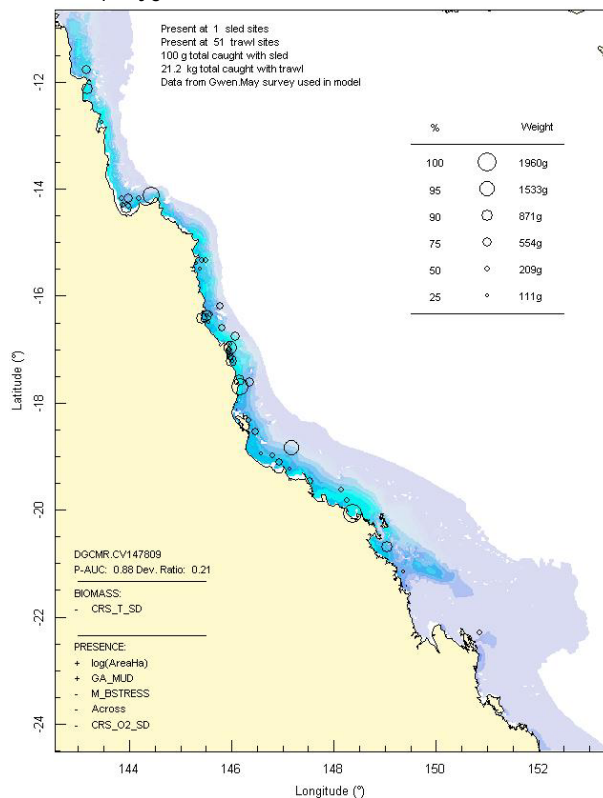 Present at 1 sled sites
Present at 51 trawl sites
100 g total caught with sled
21.2 kg total caught with trawl
Data from Gwen.May survey used in model
% Weight
100 1960g
95 1533g
90 871g
75 554g
50 209g
25 111g
-12
-14
-16
-18
-20
-22
-24
Latitude (°)
DGCMR.CV147809
P-AUC: 0.88 Dev. Ratio: 0.21
BIOMASS:
- CRS_T_SD
PRESENCE:
+ log(AreaHa)
+ GA_MUD
- M_BSTRESS
- Across
- CRS_O2_SD
144 146 148 150 152
Longitude (°)